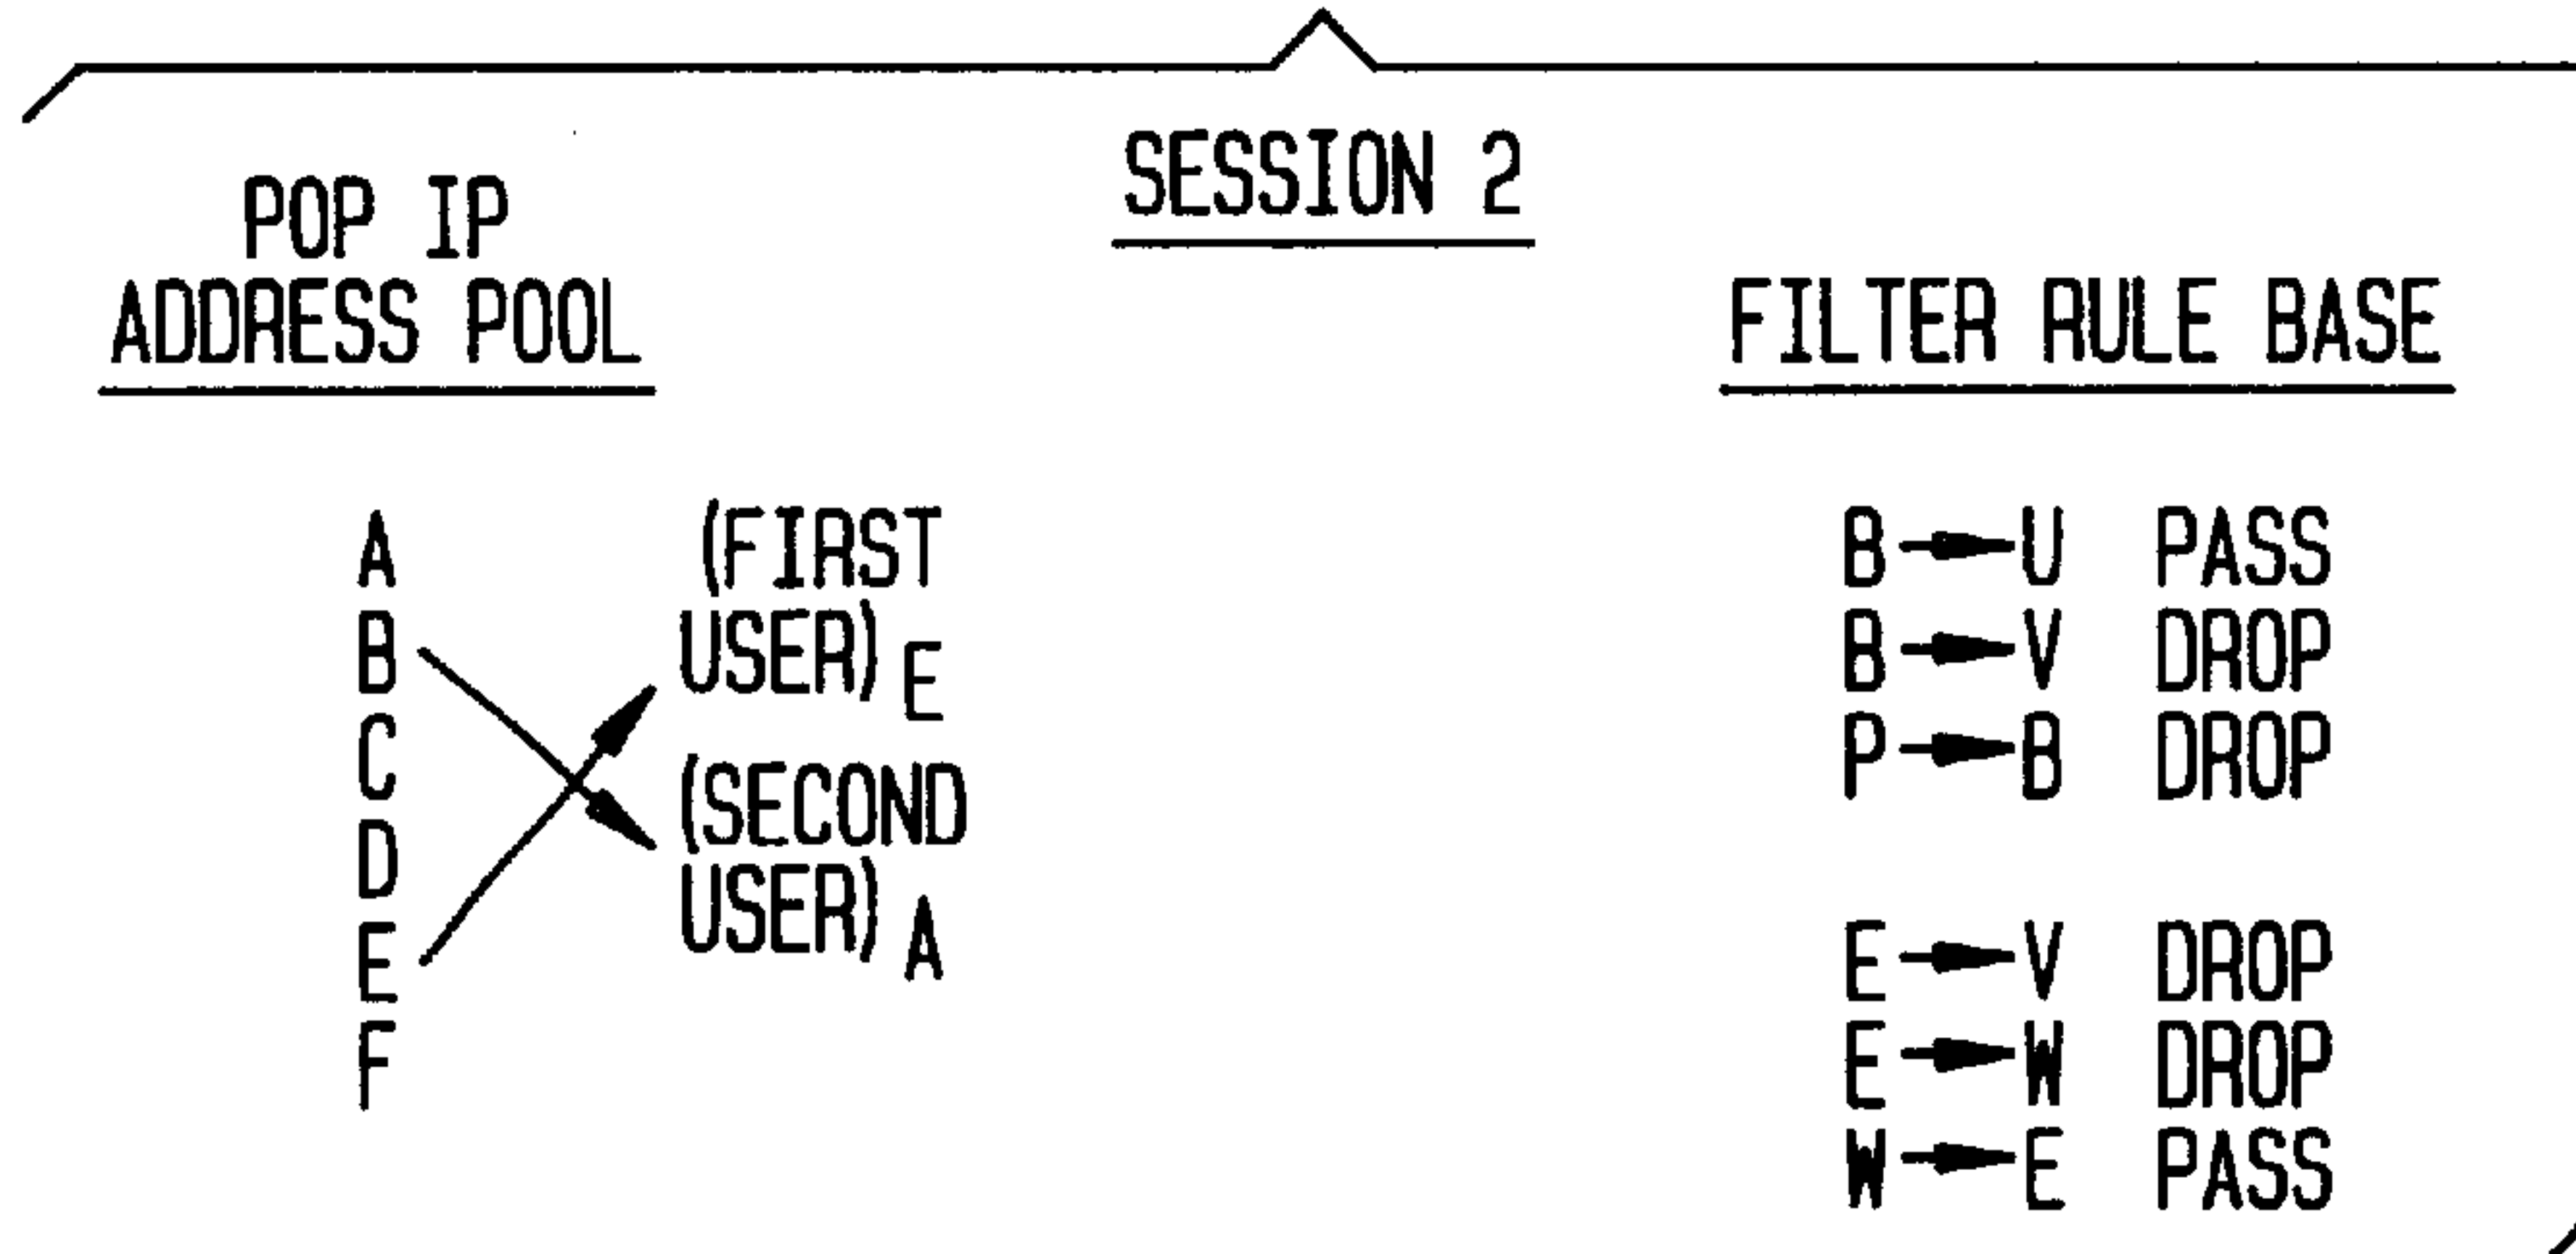 SESSION 2
POP IP
ADDRESS POOL
A
B
C
D
E
F
(FIRST
USER) E
(SECOND
USER) A
FILTER RULE BASE
B→U PASS
B→V DROP
P→B DROP
E→V DROP
E→W DROP
W→E PASS